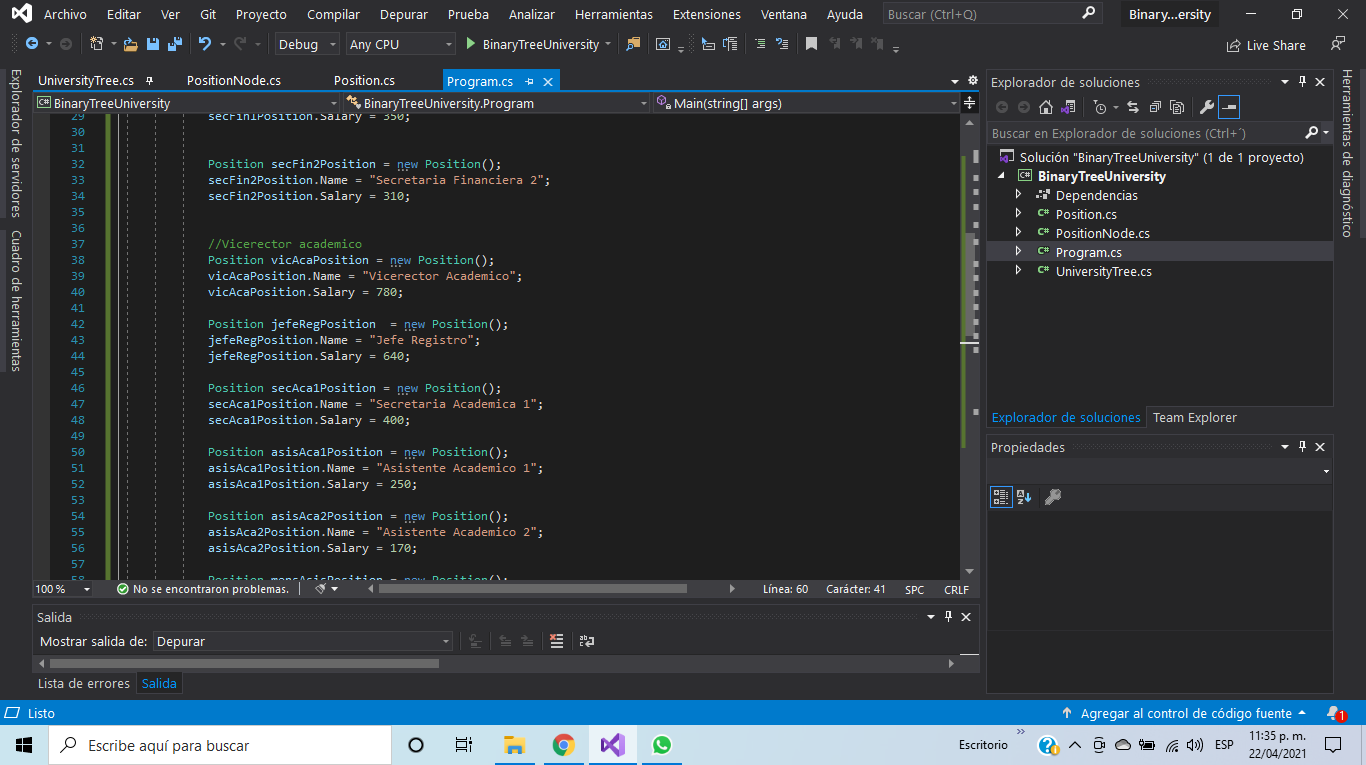 Archivo Editar Ver Git Proyecto Compilar Depurar Prueba Analizar Herramientas Extensiones Ventana Ayuda Buscar (Ctrl+Q) Binary...ersity
Debug Any CPU BinaryTreeUniversity Live Share
Explorador de servidores
Cuadro de herramientas
UniversityTree.cs PositionNode.cs Position.cs Program.cs
BinaryTreeUniversity BinaryTreeUniversity.Program Main(string[] args)
29 secFin1Position.Salary = 350;
30
31
32 Position secFin2Position = new Position();
33 secFin2Position.Name = "Secretaria Financiera 2";
34 secFin2Position.Salary = 310;
35
36
37 //Vicerector academico
38 Position vicAcaPosition = new Position();
39 vicAcaPosition.Name = "Vicerector Academico";
40 vicAcaPosition.Salary = 780;
41
42 Position jefeRegPosition  = new Position();
43 jefeRegPosition.Name = "Jefe Registro";
44 jefeRegPosition.Salary = 640;
45
46 Position secAca1Position = new Position();
47 secAca1Position.Name = "Secretaria Academica 1";
48 secAca1Position.Salary = 400;
49
50 Position asisAca1Position = new Position();
51 asisAca1Position.Name = "Asistente Academico 1";
52 asisAca1Position.Salary = 250;
53
54 Position asisAca2Position = new Position();
55 asisAca2Position.Name = "Asistente Academico 2";
56 asisAca2Position.Salary = 170;
57
58 Position mensAsisPosition = new Position();
100 % No se encontraron problemas. Línea: 60 Carácter: 41 SPC CRLF
Salida
Mostrar salida de: Depurar
Lista de errores Salida
Explorador de soluciones
Buscar en Explorador de soluciones (Ctrl+´)
Solución "BinaryTreeUniversity" (1 de 1 proyecto)
BinaryTreeUniversity
Dependencias
C# Position.cs
C# PositionNode.cs
C# Program.cs
C# UniversityTree.cs
Explorador de soluciones Team Explorer
Propiedades
Herramientas de diagnóstico
Listo Agregar al control de código fuente 1
Escribe aquí para buscar Escritorio ESP 11:35 p. m.
22/04/2021